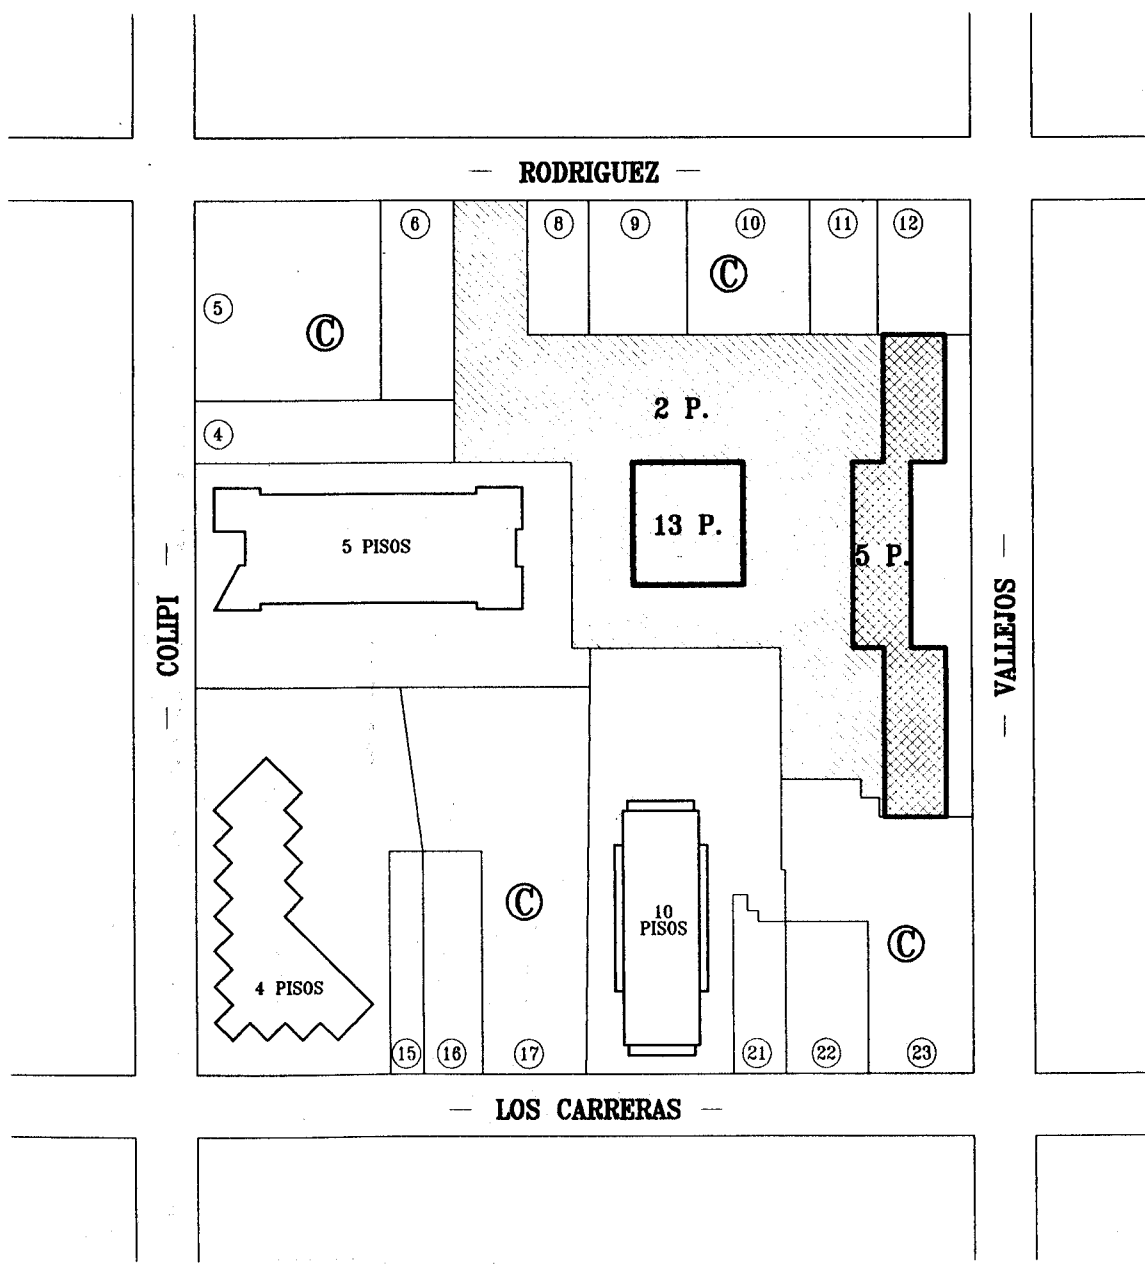 — RODRIGUEZ —
6
8
9
10
11
12
5
C
C
4
2 P.
13 P.
5 PISOS
5 P.
— COLIPI —
— VALLEJOS —
C
10
PISOS
C
4 PISOS
15
16
17
21
22
23
— LOS CARRERAS —